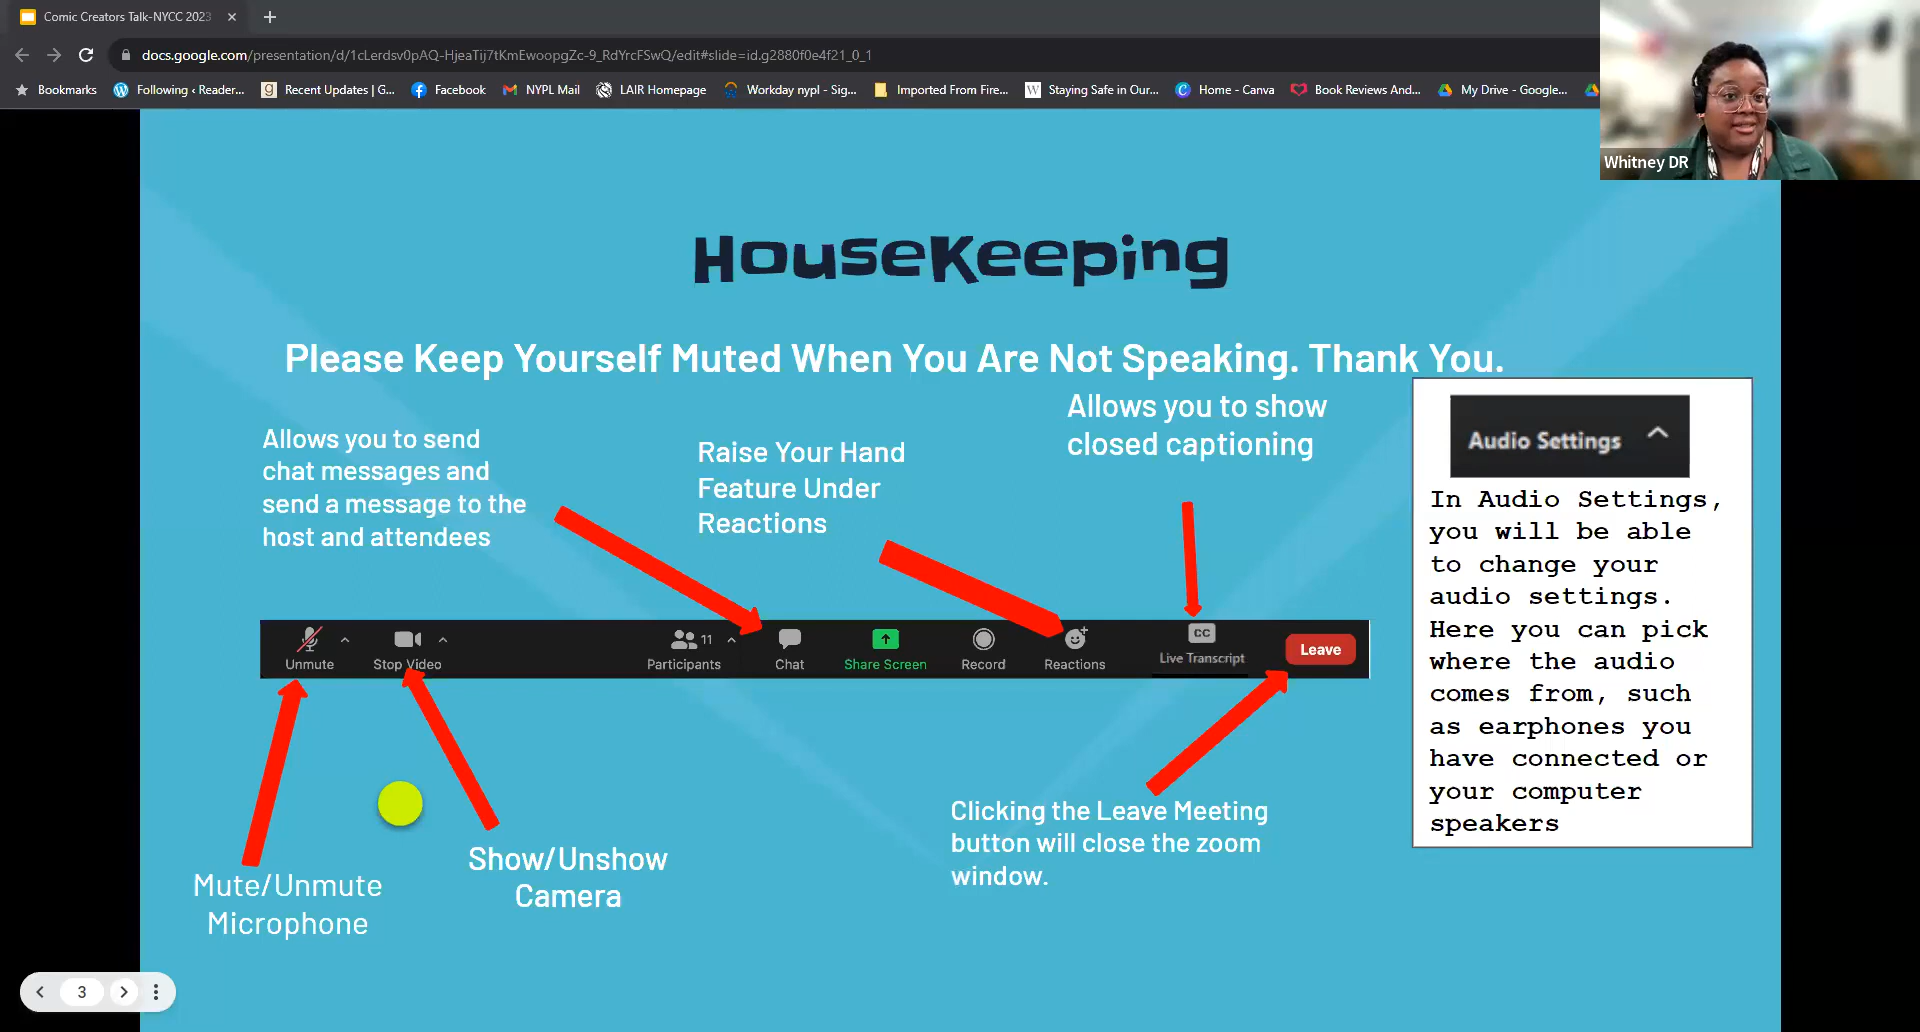 Comic Creators Talk-NYCC 2023
docs.google.com/presentation/d/1cLerdsv0pAQ-HjeaTij7tKmEwoopgZc-9_RdYrcFSwQ/edit#slide=id.g2880f0e4f21_0_1
Bookmarks Following ‹ Reader... Recent Updates | G... Facebook NYPL Mail LAIR Homepage Workday nypl - Sig... Imported From Fire... W Staying Safe in Our... Home - Canva Book Reviews And... My Drive - Google...
Whitney DR
HouseKeeping
Please Keep Yourself Muted When You Are Not Speaking. Thank You.
Allows you to send
chat messages and
send a message to the
host and attendees
Raise Your Hand
Feature Under
Reactions
Allows you to show
closed captioning
Audio Settings
In Audio Settings,
you will be able
to change your
audio settings.
Here you can pick
where the audio
comes from, such
as earphones you
have connected or
your computer
speakers
11
CC
Unmute Stop Video Participants Chat Share Screen Record Reactions Live Transcript Leave
Mute/Unmute
Microphone
Show/Unshow
Camera
Clicking the Leave Meeting
button will close the zoom
window.
3